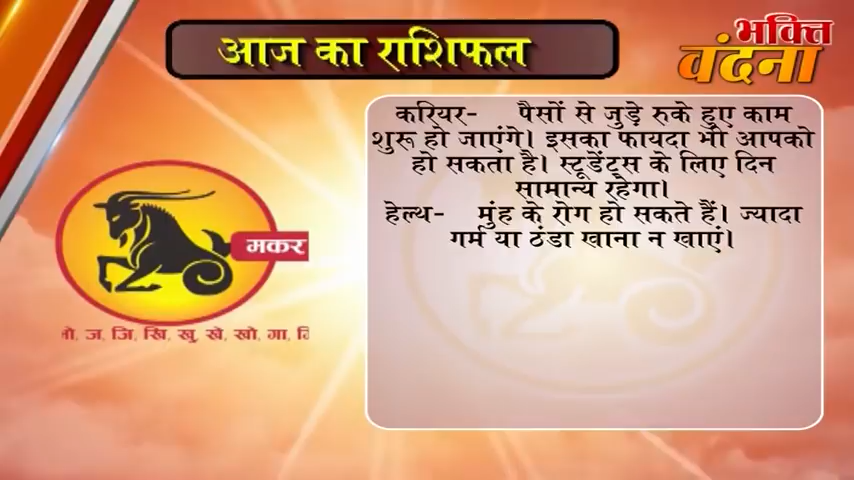 आज का राशिफल
भक्ति
वंदना
करियर- पैसों से जुड़े रुके हुए काम
शुरू हो जाएंगे। इसका फायदा भी आपको
हो सकता है। स्टूडेंट्स के लिए दिन
सामान्य रहेगा।
हेल्थ- मुंह के रोग हो सकते हैं। ज्यादा
गर्म या ठंडा खाना न खाएं।
मकर
ज, जि, खि, खु, खे, खो, गा,